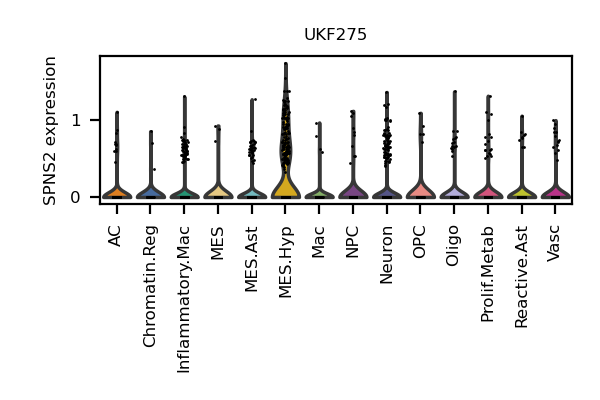 UKF275
SPNS2 expression
1
0
AC
Chromatin.Reg
Inflammatory.Mac
MES
MES.Ast
MES.Hyp
Mac
NPC
Neuron
OPC
Oligo
Prolif.Metab
Reactive.Ast
Vasc